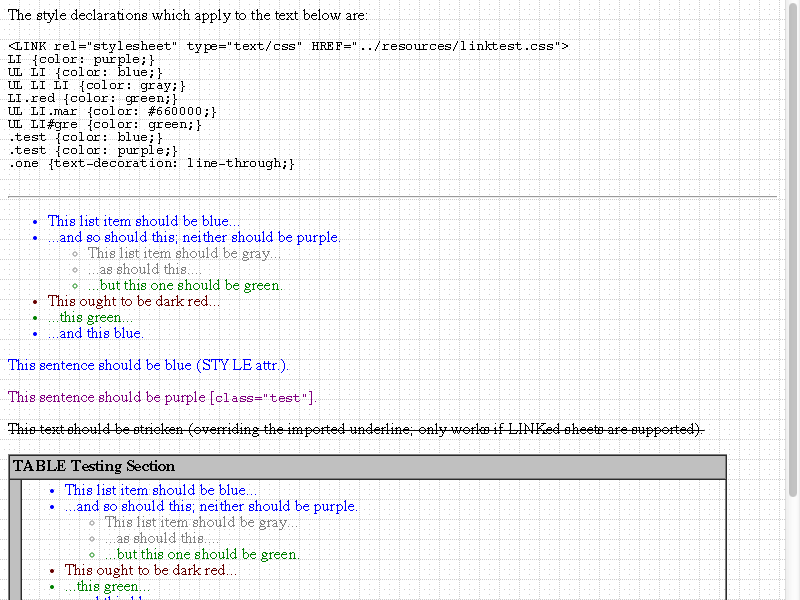 The style declarations which apply to the text below are:
<LINK rel="stylesheet" type="text/css" HREF="../resources/linktest.css">
LI {color: purple;}
UL LI {color: blue;}
UL LI LI {color: gray;}
LI.red {color: green;}
UL LI.mar {color: #660000;}
UL LI#gre {color: green;}
.test {color: blue;}
.test {color: purple;}
.one {text-decoration: line-through;}
This list item should be blue...
...and so should this; neither should be purple.
This list item should be gray...
...as should this....
...but this one should be green.
This ought to be dark red...
...this green...
...and this blue.
This sentence should be blue (STYLE attr.).
This sentence should be purple [class="test"].
This text should be stricken (overriding the imported underline; only works if LINKed sheets are supported).
TABLE Testing Section
This list item should be blue...
...and so should this; neither should be purple.
This list item should be gray...
...as should this....
...but this one should be green.
This ought to be dark red...
...this green...